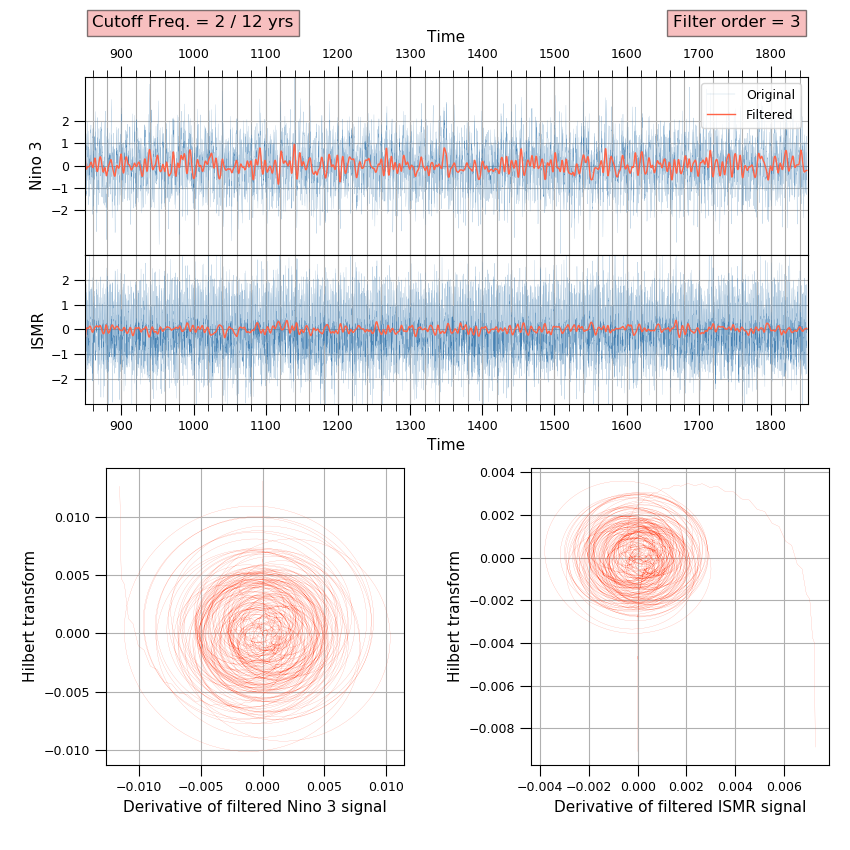 Cutoff Freq. = 2 / 12 yrs
Filter order = 3
Time
900 1000 1100 1200 1300 1400 1500 1600 1700 1800
Original
Filtered
Nino 3
2
1
0
−1
−2
ISMR
2
1
0
−1
−2
900 1000 1100 1200 1300 1400 1500 1600 1700 1800
Time
Hilbert transform
0.010
0.005
0.000
−0.005
−0.010
−0.010 −0.005 0.000 0.005 0.010
Derivative of filtered Nino 3 signal
Hilbert transform
0.004
0.002
0.000
−0.002
−0.004
−0.006
−0.008
−0.004 −0.002 0.000 0.002 0.004 0.006
Derivative of filtered ISMR signal